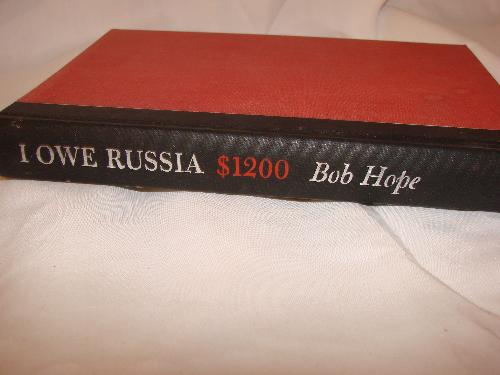 I OWE RUSSIA $1200 Bob Hope